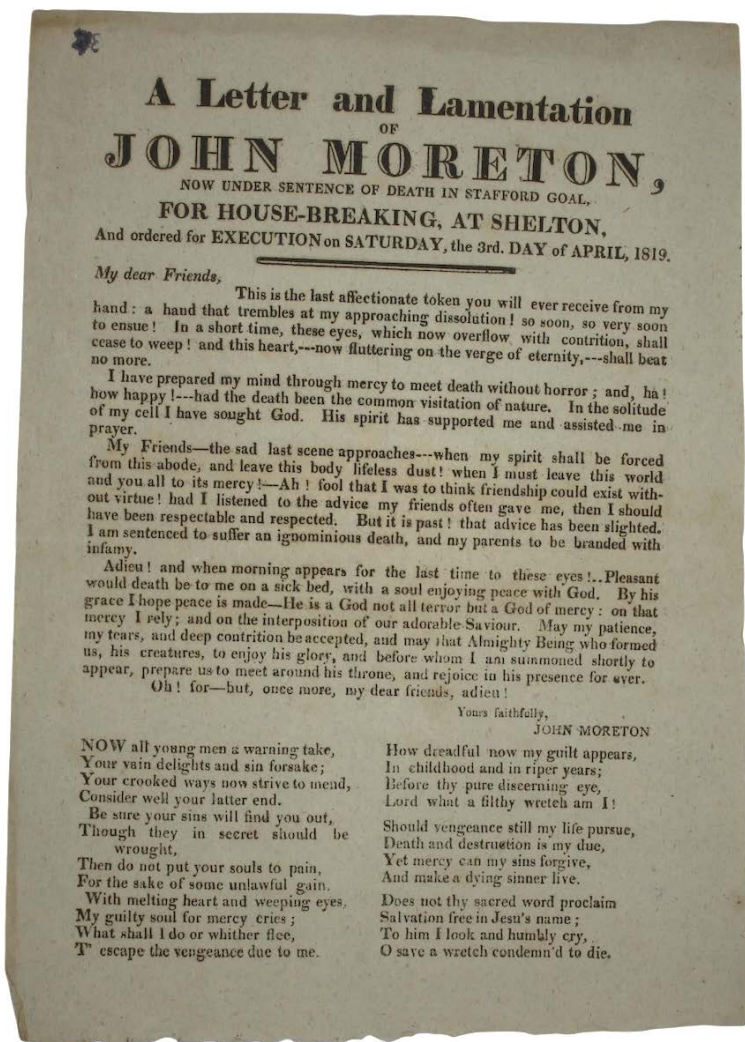 A Letter and Lamentation
OF
JOHN MORETON,
NOW UNDER SENTENCE OF DEATH IN STAFFORD GOAL,
FOR HOUSE-BREAKING, AT SHELTON,
And ordered for EXECUTION on SATURDAY, the 3rd. DAY of APRIL, 1819.
My dear Friends,
This is the last affectionate token you will ever receive from my
hand: a hand that trembles at my approaching dissolution! so soon, so very soon
to ensue! In a short time, these eyes, which now overflow with contrition, shall
cease to weep! and this heart,---now fluttering on the verge of eternity,---shall beat
no more.
I have prepared my mind through mercy to meet death without horror; and, ha!
how happy!---had the death been the common visitation of nature. In the solitude
of my cell I have sought God. His spirit has supported me and assisted me in
prayer.
My Friends—the sad last scene approaches---when my spirit shall be forced
from this abode, and leave this body lifeless dust! when I must leave this world
and you all to its mercy!—Ah! fool that I was to think friendship could exist with-
out virtue! had I listened to the advice my friends often gave me, then I should
have been respectable and respected. But it is past! that advice has been slighted.
I am sentenced to suffer an ignominious death, and my parents to be branded with
infamy.
Adieu! and when morning appears for the last time to these eyes!..Pleasant
would death be to me on a sick bed, with a soul enjoying peace with God. By his
grace I hope peace is made—He is a God not all terror but a God of mercy: on that
mercy I rely; and on the interposition of our adorable Saviour. May my patience,
my tears, and deep contrition be accepted, and may that Almighty Being who formed
us, his creatures, to enjoy his glory, and before whom I am summoned shortly to
appear, prepare us to meet around his throne, and rejoice in his presence for ever.
Oh! for—but, once more, my dear friends, adieu!
Yours faithfully,
JOHN MORETON
NOW all young men a warning take,
Your vain delights and sin forsake;
Your crooked ways now strive to mend,
Consider well your latter end.
Be sure your sins will find you out,
Though they in secret should be
wrought,
Then do not put your souls to pain,
For the sake of some unlawful gain.
With melting heart and weeping eyes,
My guilty soul for mercy cries;
What shall I do or whither flee,
T' escape the vengeance due to me.
How dreadful now my guilt appears,
In childhood and in riper years;
Before thy pure discerning eye,
Lord what a filthy wretch am I!
Should vengeance still my life pursue,
Death and destruction is my due,
Yet mercy can my sins forgive,
And make a dying sinner live.
Does not thy sacred word proclaim
Salvation free in Jesu's name;
To him I look and humbly cry,
O save a wretch condemn'd to die.